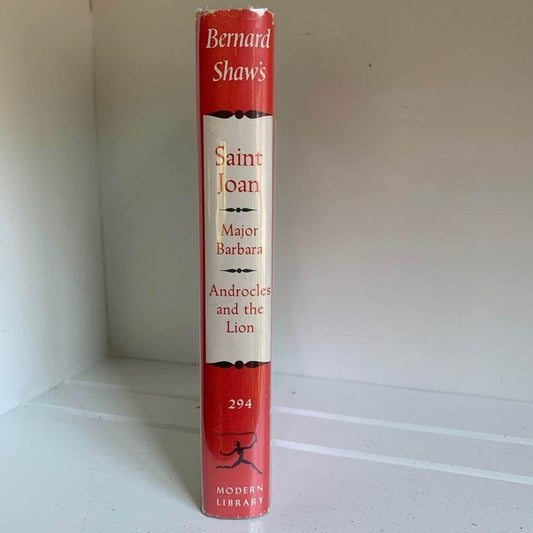 Bernard
Shaw's
Saint
Joan
Major
Barbara
Androcles
and the
Lion
294
MODERN
LIBRARY